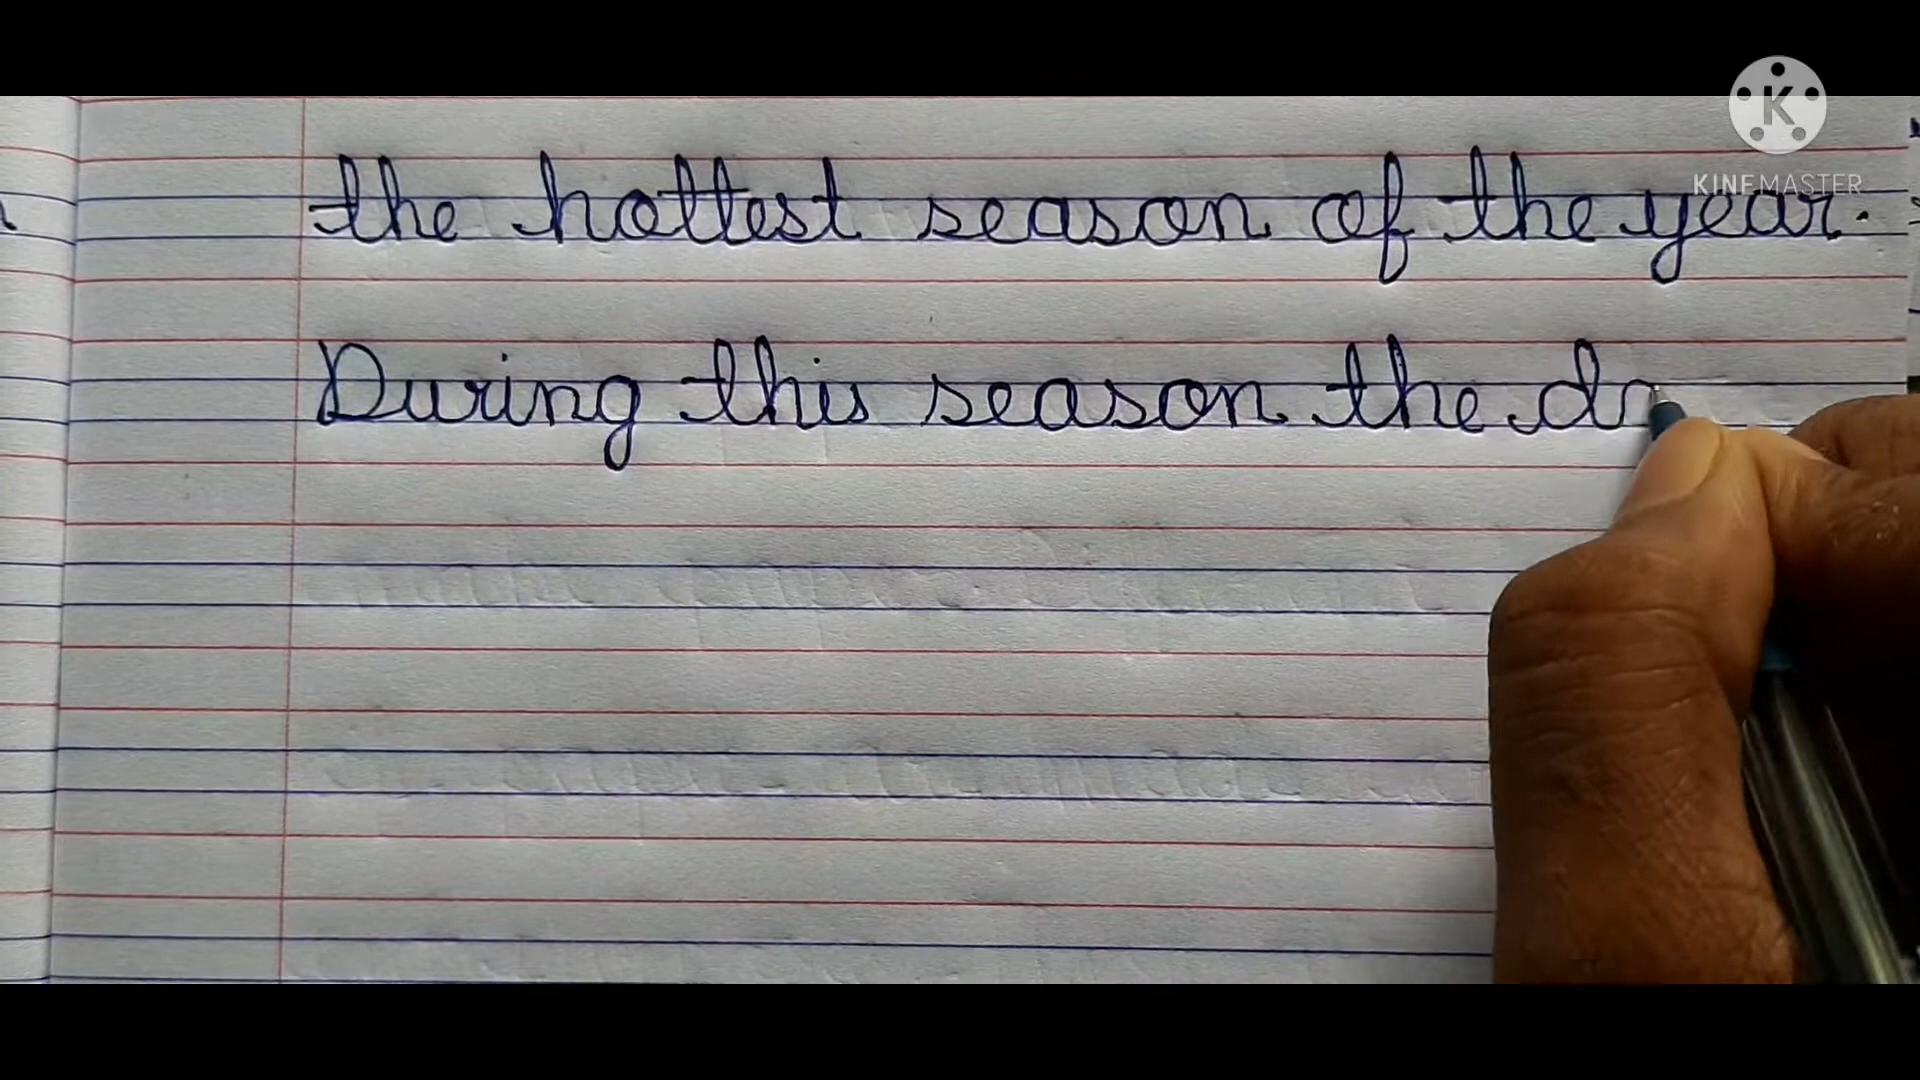 KINEMASTER
the hottest season of the year.
During this season the